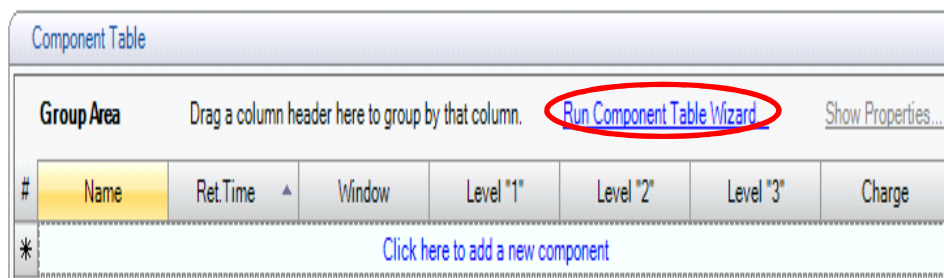 Component Table
Group Area Drag a column header here to group by that column. Run Component Table Wizard... Show Properties...
# Name Ret.Time Window Level "1" Level "2" Level "3" Charge
* Click here to add a new component